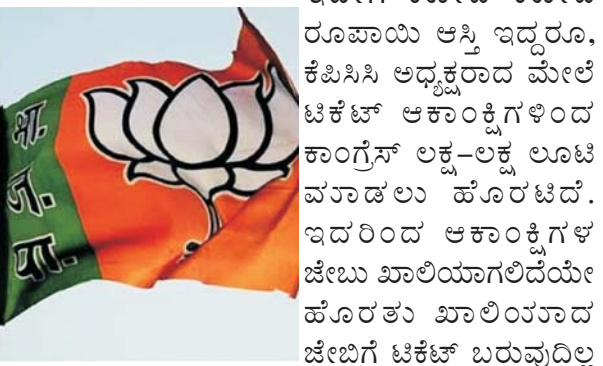 भा.
ज.
पा.
ರೂಪಾಯಿ ಆಸ್ತಿ ಇದ್ದರೂ,
ಕೆಪಿಸಿಸಿ ಅಧ್ಯಕ್ಷರಾದ ಮೇಲೆ
ಟಿಕೆಟ್ ಆಕಾಂಕ್ಷಿಗಳಿಂದ
ಕಾಂಗ್ರೆಸ್ ಲಕ್ಷ-ಲಕ್ಷ ಲೂಟಿ
ಮಾಡಲು ಹೊರಟಿದೆ.
ಇದರಿಂದ ಆಕಾಂಕ್ಷಿಗಳ
ಜೇಬು ಖಾಲಿಯಾಗಲಿದೆಯೇ
ಹೊರತು ಖಾಲಿಯಾದ
ಜೇಬಿಗೆ ಟಿಕೆಟ್ ಬರುವುದಿಲ್ಲ